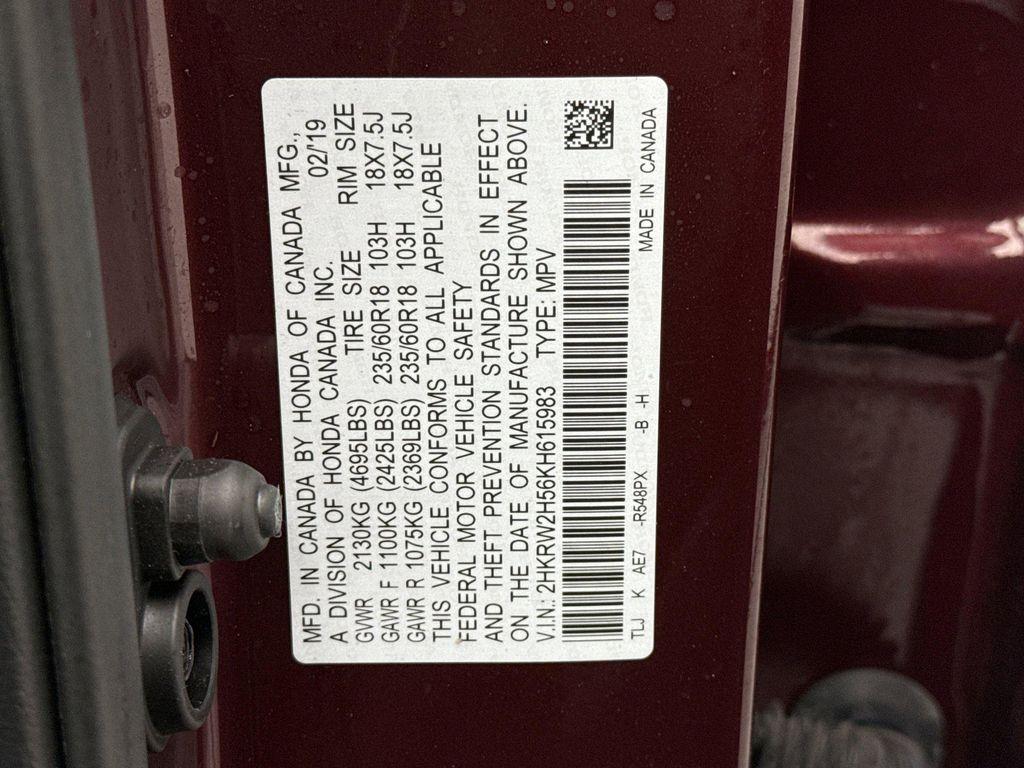 MFD. IN CANADA BY HONDA OF CANADA MFG.,
A DIVISION OF HONDA CANADA INC. 02/'19
GVWR 2130KG (4695LBS) TIRE SIZE RIM SIZE
GAWR F 1100KG (2425LBS) 235/60R18 103H 18X7.5J
GAWR R 1075KG (2369LBS) 235/60R18 103H 18X7.5J
THIS VEHICLE CONFORMS TO ALL APPLICABLE
FEDERAL MOTOR VEHICLE SAFETY
AND THEFT PREVENTION STANDARDS IN EFFECT
ON THE DATE OF MANUFACTURE SHOWN ABOVE.
V.I.N.: 2HKRW2H56KH615983 TYPE: MPV
TLJ K AE7 -R548PX -B -H MADE IN CANADA